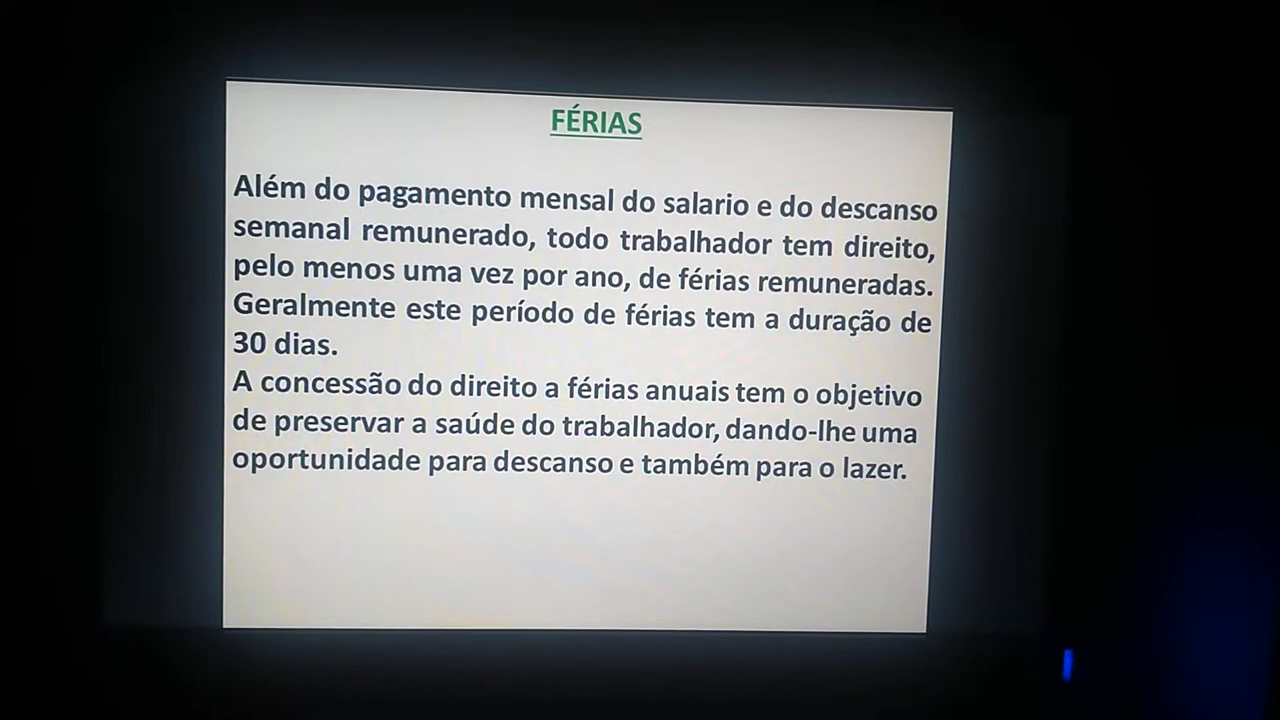 FÉRIAS
Além do pagamento mensal do salario e do descanso
semanal remunerado, todo trabalhador tem direito,
pelo menos uma vez por ano, de férias remuneradas.
Geralmente este período de férias tem a duração de
30 dias.
A concessão do direito a férias anuais tem o objetivo
de preservar a saúde do trabalhador, dando-lhe uma
oportunidade para descanso e também para o lazer.